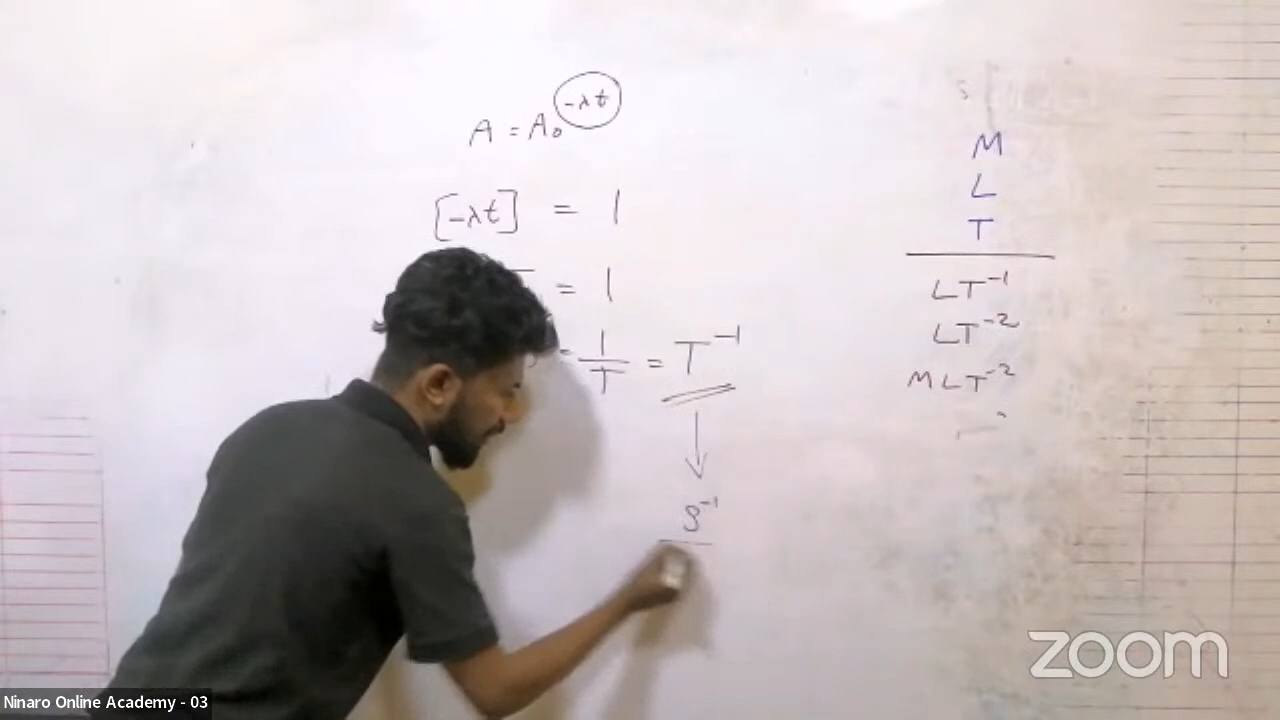 A = A₀^(-λt)
[-λt] = 1
= 1
= 1/T = T⁻¹
↓
S⁻¹
M
L
T
LT⁻¹
LT⁻²
MLT⁻²
zoom
Ninaro Online Academy - 03